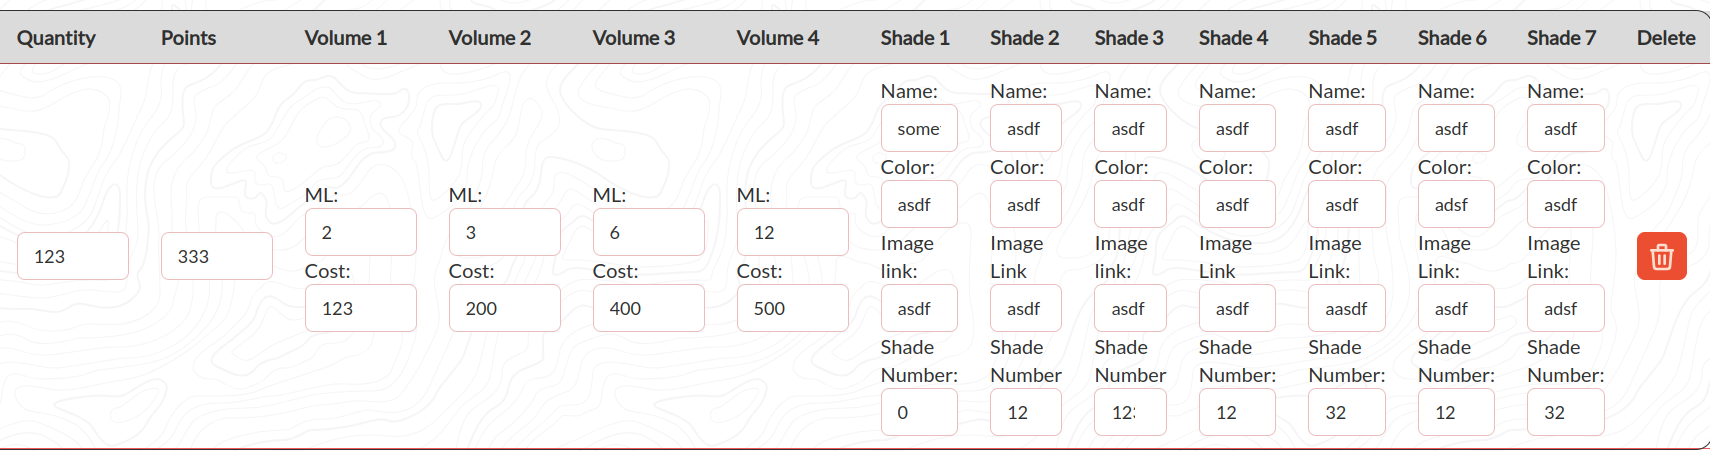 Quantity Points Volume 1 Volume 2 Volume 3 Volume 4 Shade 1 Shade 2 Shade 3 Shade 4 Shade 5 Shade 6 Shade 7 Delete
Name: Name: Name: Name: Name: Name: Name:
some asdf asdf asdf asdf asdf asdf
Color: Color: Color: Color: Color: Color: Color:
ML: ML: ML: ML:
asdf asdf asdf asdf asdf adsf asdf
2 3 6 12
Image Image Image Image Image Image Image
123 333
Cost: Cost: Cost: Cost: link: Link link: Link Link: Link: Link:
123 200 400 500 asdf asdf asdf asdf aasdf asdf adsf
Shade Shade Shade Shade Shade Shade Shade
Number: Number Number Number: Number: Number: Number:
0 12 12 12 32 12 32